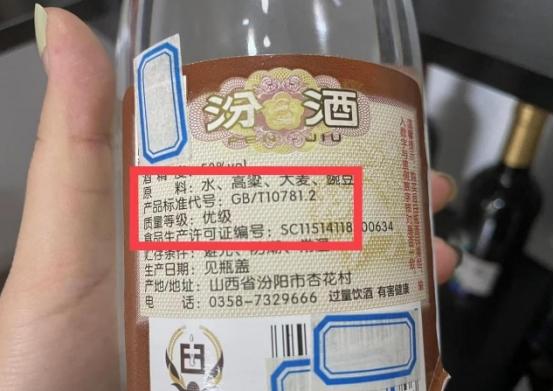 汾酒
原 料：水、高粱、大麦、豌豆
产品标准代号：GB/T10781.2
质量等级：优级
食品生产许可证编号：SC11514118 00634
生产日期：见瓶盖
产地/地址：山西省汾阳市杏花村
电 话：0358-7329666 过量饮酒 有害健康